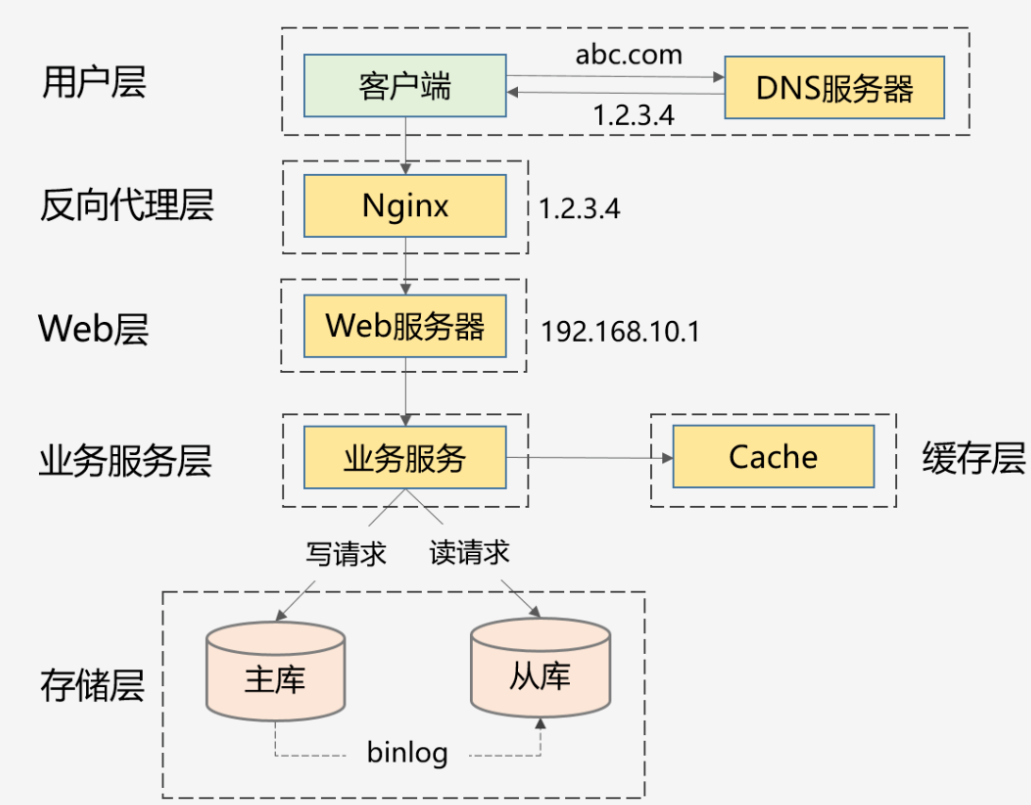 用户层
客户端
abc.com
1.2.3.4
DNS服务器
反向代理层
Nginx
1.2.3.4
Web层
Web服务器
192.168.10.1
业务服务层
业务服务
Cache
缓存层
写请求
读请求
存储层
主库
从库
binlog